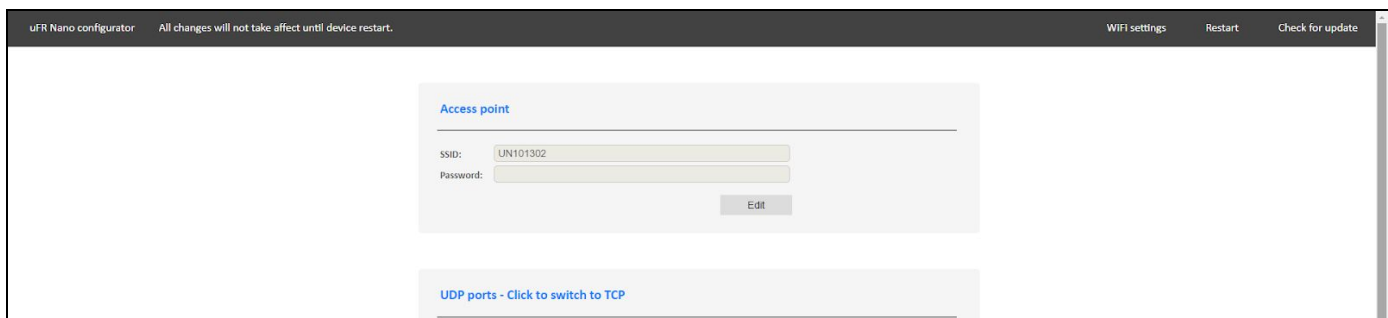 uFR Nano configurator All changes will not take affect until device restart. WiFi settings Restart Check for update
Access point
SSID: UN101302
Password:
Edit
UDP ports - Click to switch to TCP